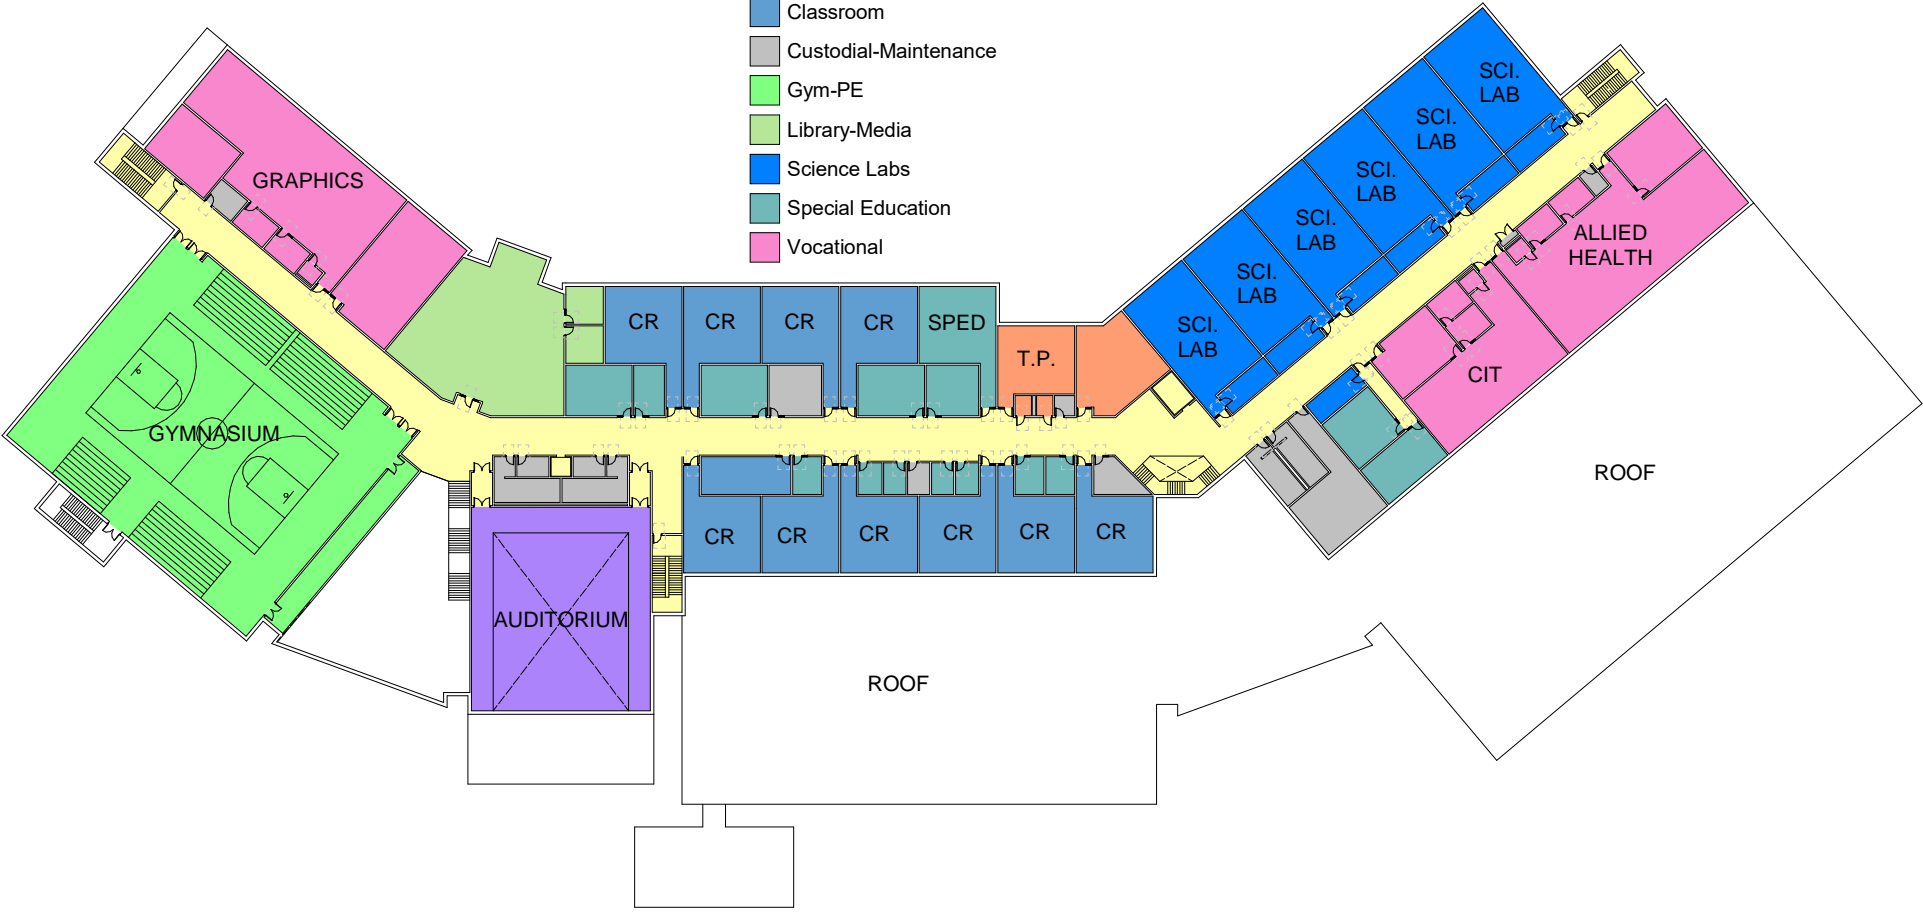 Classroom
Custodial-Maintenance
Gym-PE
Library-Media
Science Labs
Special Education
Vocational
SCI.
LAB
SCI.
LAB
SCI.
LAB
SCI.
LAB
SCI.
LAB
SCI.
LAB
GRAPHICS
ALLIED
HEALTH
CR
CR
CR
CR
SPED
T.P.
CIT
GYMNASIUM
ROOF
CR
CR
CR
CR
CR
CR
AUDITORIUM
ROOF